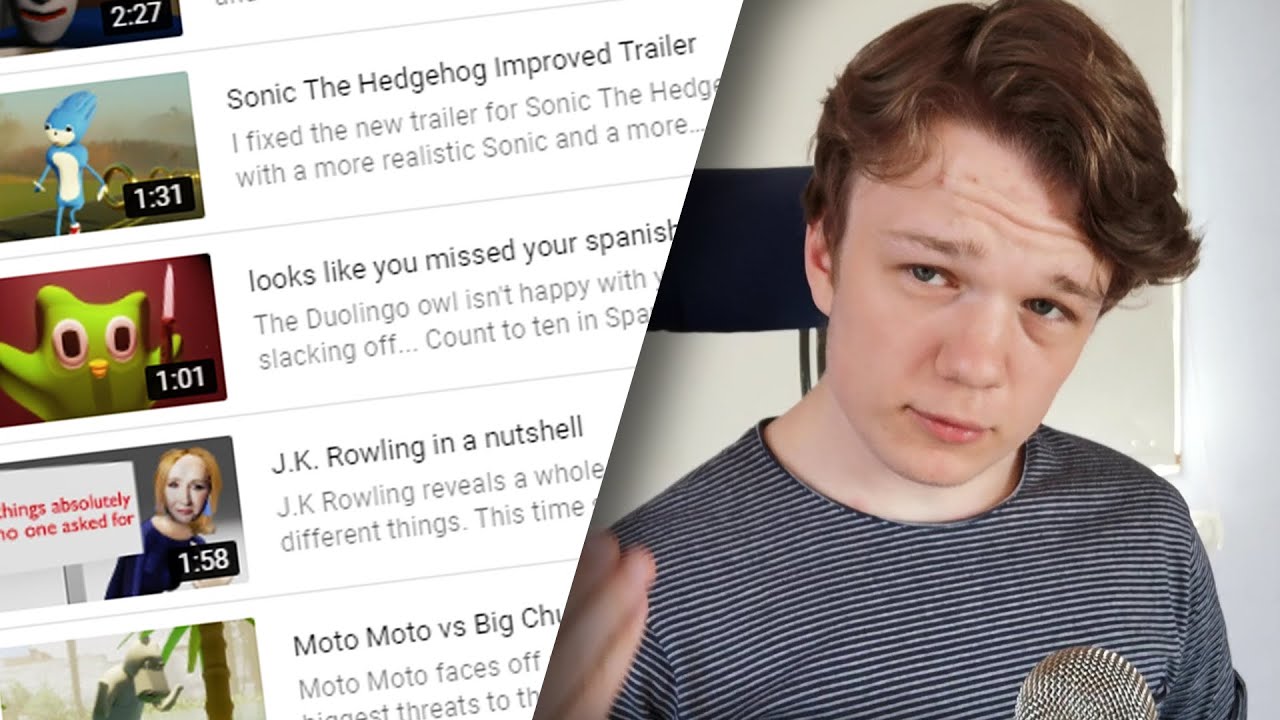 2:27
Sonic The Hedgehog Improved Trailer
I fixed the new trailer for Sonic The Hedge
with a more realistic Sonic and a more...
1:31
looks like you missed your spanish
The Duolingo owl isn't happy with
slacking off... Count to ten in Spa
1:01
J.K. Rowling in a nutshell
J.K Rowling reveals a whole
different things. This time
things absolutely
no one asked for
1:58
Moto Moto vs Big Chu
Moto Moto faces off
biggest threats to th